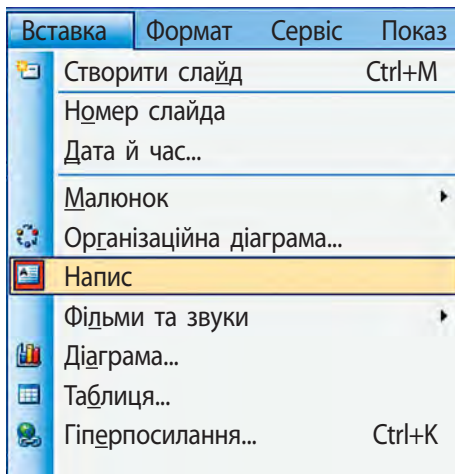 Вставка Формат Сервіс Показ
Створити слайд Ctrl+M
Номер слайда
Дата й час...
Малюнок
Організаційна діаграма...
Напис
Фільми та звуки
Діаграма...
Таблиця...
Гіперпосилання... Ctrl+K